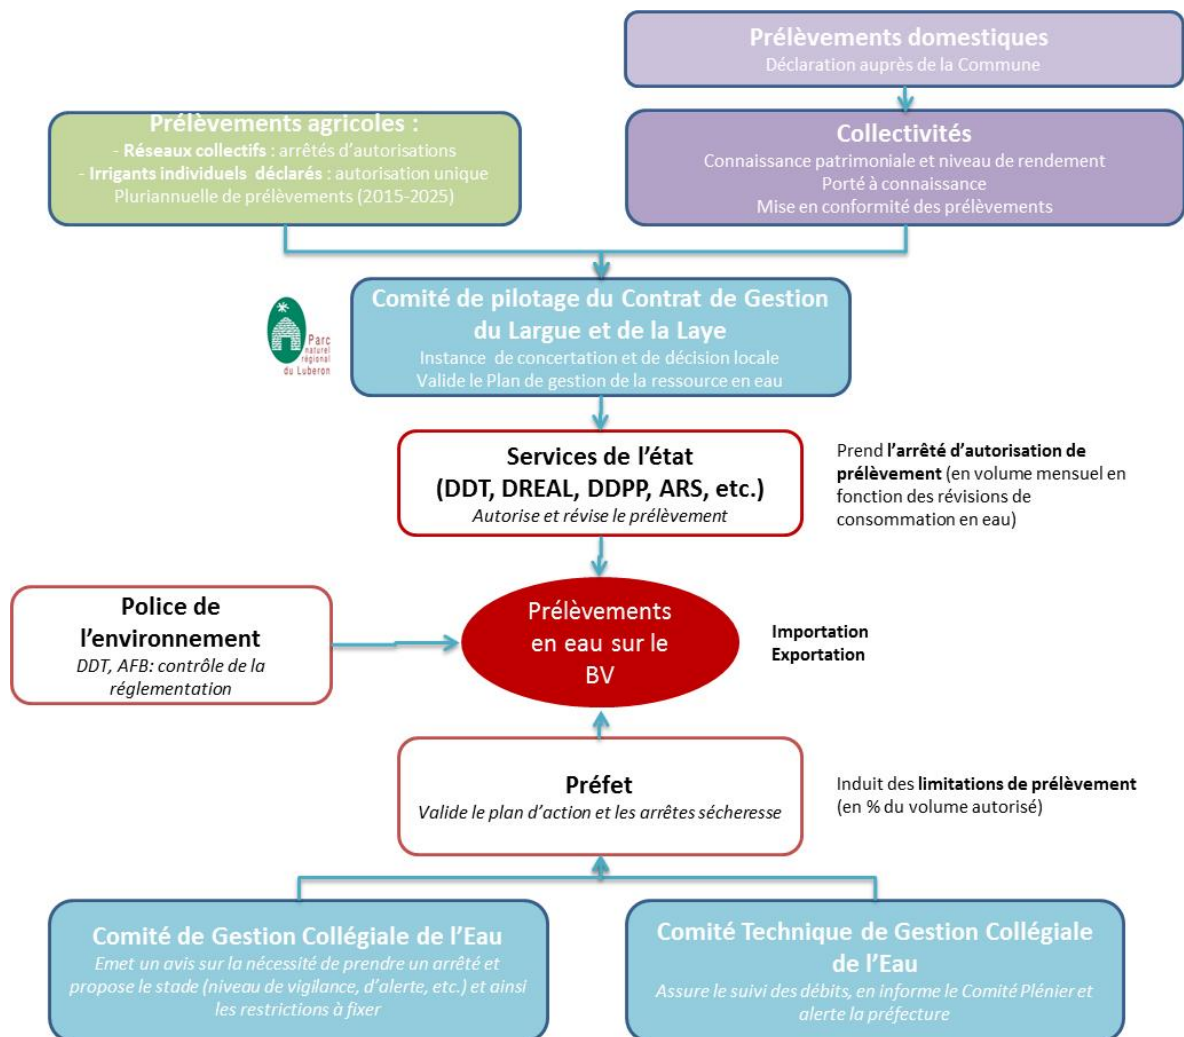 Prélèvements domestiques
Déclaration auprès de la Commune
Prélèvements agricoles :
- Réseaux collectifs : arrêtés d’autorisations
- Irrigants individuels déclarés : autorisation unique
Pluriannuelle de prélèvements (2015-2025)
Collectivités
Connaissance patrimoniale et niveau de rendement
Porté à connaissance
Mise en conformité des prélèvements
Parc
naturel
régional
du Luberon
Comité de pilotage du Contrat de Gestion
du Largue et de la Laye
Instance de concertation et de décision locale
Valide le Plan de gestion de la ressource en eau
Services de l’état
(DDT, DREAL, DDPP, ARS, etc.)
Autorise et révise le prélèvement
Prend l’arrêté d’autorisation de
prélèvement (en volume mensuel en
fonction des révisions de
consommation en eau)
Police de
l’environnement
DDT, AFB: contrôle de la
réglementation
Prélèvements
en eau sur le
BV
Importation
Exportation
Préfet
Valide le plan d’action et les arrêtes sécheresse
Induit des limitations de prélèvement
(en % du volume autorisé)
Comité de Gestion Collégiale de l’Eau
Emet un avis sur la nécessité de prendre un arrêté et
propose le stade (niveau de vigilance, d’alerte, etc.) et ainsi
les restrictions à fixer
Comité Technique de Gestion Collégiale
de l’Eau
Assure le suivi des débits, en informe le Comité Plénier et
alerte la préfecture